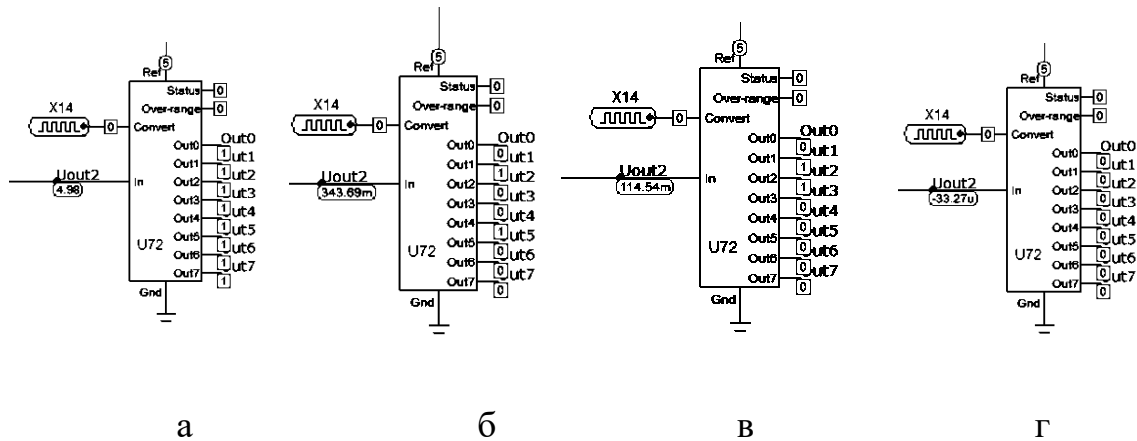 5
Ref
Status 0
Over-range 0
X14
0 Convert
Out0 Out0
1 ut1
Out1
1 ut2
Uout2
4.98
In
Out2
1 ut3
Out3
1 ut4
Out4
1 ut5
Out5
1 ut6
U72
Out6
1 ut7
Out7
1
Gnd
а
5
Ref
Status 0
Over-range 0
X14
0 Convert
Out0 Out0
0 ut1
Out1
1 ut2
Uout2
343.69m
In
Out2
0 ut3
Out3
0 ut4
Out4
1 ut5
Out5
0 ut6
U72
Out6
0 ut7
Out7
0
Gnd
б
5
Ref
Status 0
Over-range 0
X14
0 Convert
Out0 Out0
0 ut1
Out1
1 ut2
Uout2
114.54m
In
Out2
1 ut3
Out3
0 ut4
Out4
0 ut5
Out5
0 ut6
U72
Out6
0 ut7
Out7
0
Gnd
в
5
Ref
Status 0
Over-range 0
X14
0 Convert
Out0 Out0
0 ut1
Out1
0 ut2
Uout2
-33.27u
In
Out2
0 ut3
Out3
0 ut4
Out4
0 ut5
Out5
0 ut6
U72
Out6
0 ut7
Out7
0
Gnd
г